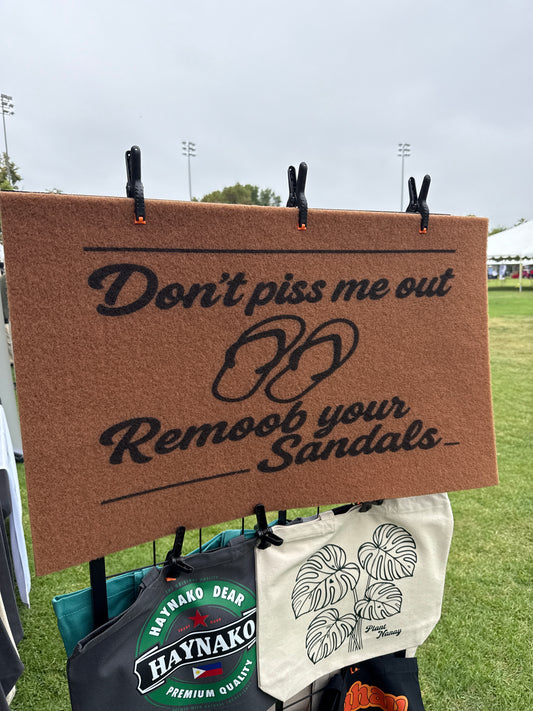 Don't piss me out
Remoob your
Sandals
HAYNAKO DEAR
HAYNAKO
PREMIUM QUALITY
Plant
Nanay